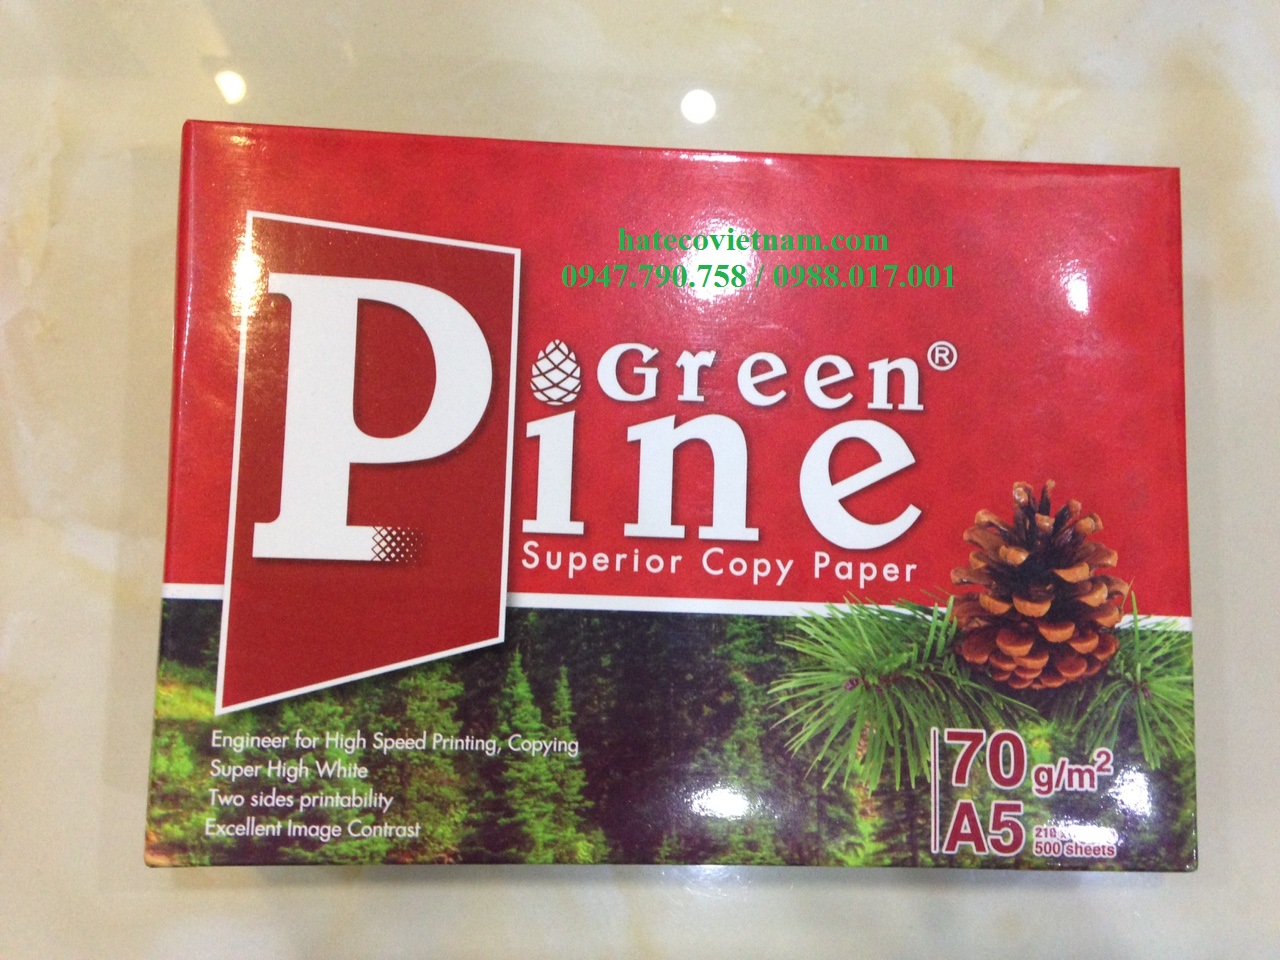 hatecovietnam.com
0947.790.758 / 0988.017.001
Green®
Pine
Superior Copy Paper
Engineer for High Speed Printing, Copying
Super High White
Two sides printability
Excellent Image Contrast
70 g/m²
A5
210 x
500 sheets